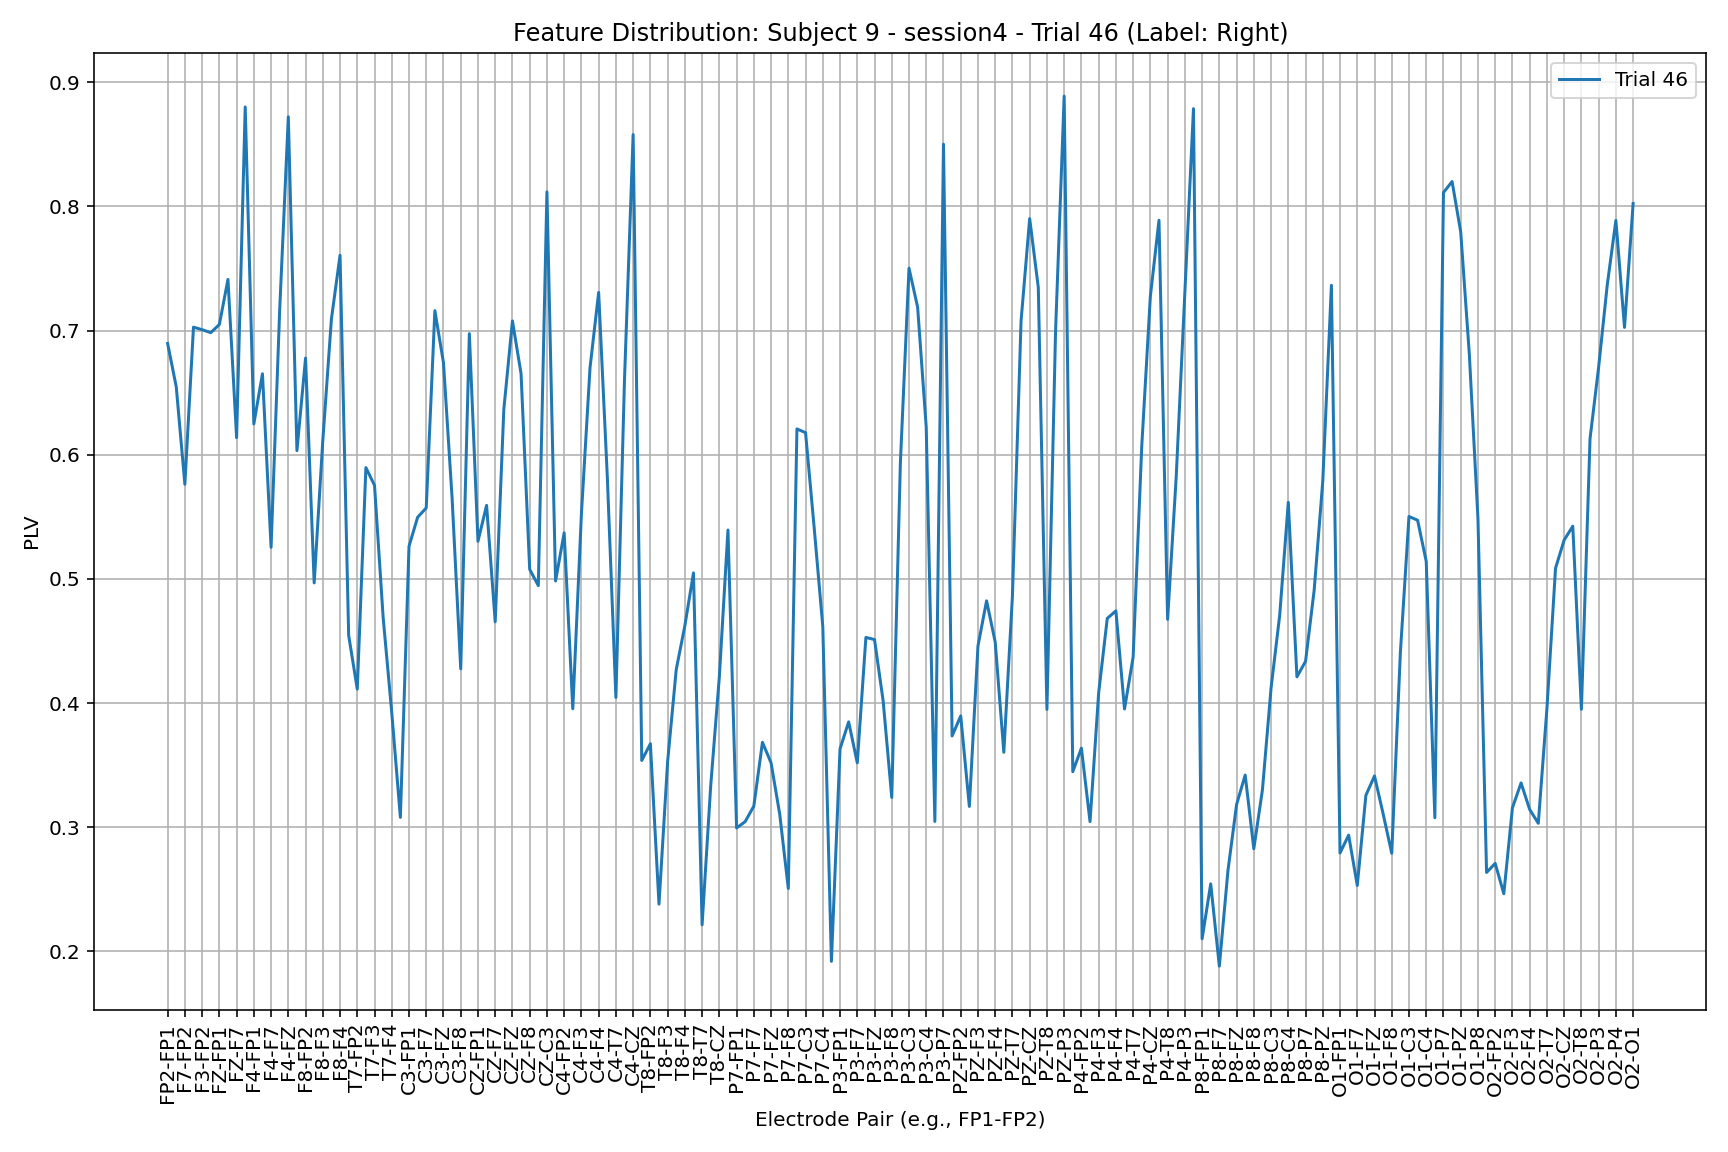 Feature Distribution: Subject 9 - session4 - Trial 46 (Label: Right)
Trial 46
0.9
0.8
0.7
0.6
0.5
0.4
0.3
0.2
PLV
FP2-FP1
F7-FP2
F3-FP2
FZ-FP1
FZ-F7
F4-FP1
F4-F7
F4-FZ
F8-FP2
F8-F3
F8-F4
T7-FP2
T7-F3
T7-F4
C3-FP1
C3-F7
C3-FZ
C3-F8
CZ-FP1
CZ-F7
CZ-FZ
CZ-F8
CZ-C3
C4-FP2
C4-F3
C4-F4
C4-T7
C4-CZ
T8-FP2
T8-F3
T8-F4
T8-T7
T8-CZ
P7-FP1
P7-F7
P7-FZ
P7-F8
P7-C3
P7-C4
P3-FP1
P3-F7
P3-FZ
P3-F8
P3-C3
P3-C4
P3-P7
PZ-FP2
PZ-F3
PZ-F4
PZ-T7
PZ-CZ
PZ-T8
PZ-P3
P4-FP2
P4-F3
P4-F4
P4-T7
P4-CZ
P4-T8
P4-P3
P8-FP1
P8-F7
P8-FZ
P8-F8
P8-C3
P8-C4
P8-P7
P8-PZ
O1-FP1
O1-F7
O1-FZ
O1-F8
O1-C3
O1-C4
O1-P7
O1-PZ
O1-P8
O2-FP2
O2-F3
O2-F4
O2-T7
O2-CZ
O2-T8
O2-P3
O2-P4
O2-O1
Electrode Pair (e.g., FP1-FP2)